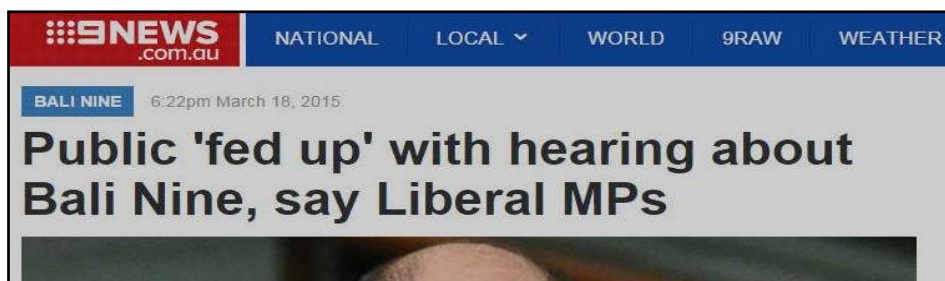 9NEWS
.com.au
NATIONAL LOCAL WORLD 9RAW WEATHER
BALI NINE 6:22pm March 18, 2015
Public 'fed up' with hearing about
Bali Nine, say Liberal MPs